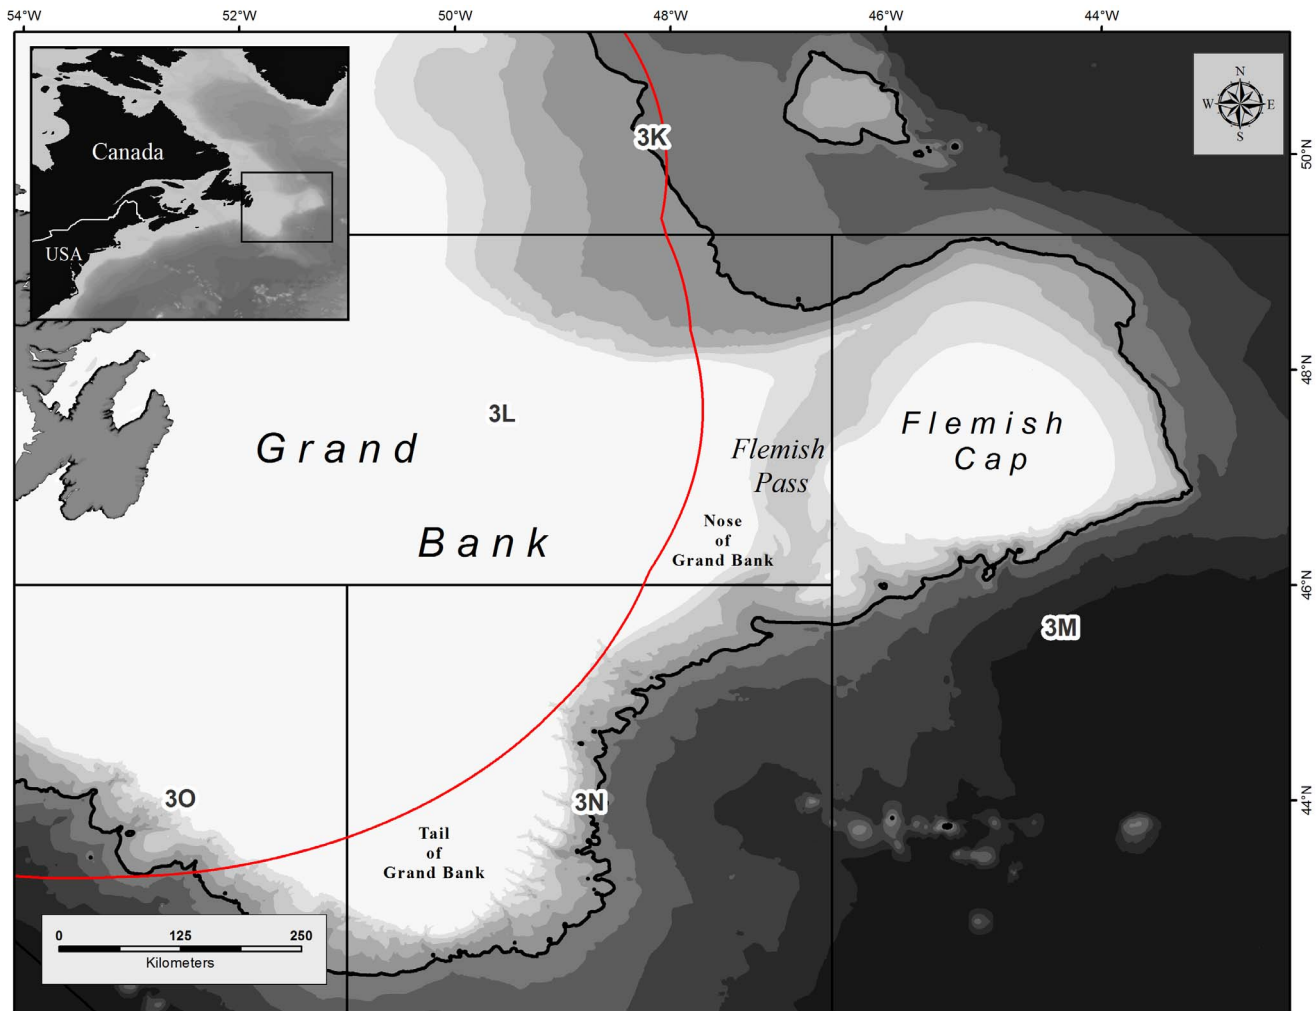 54°W 52°W 50°W 48°W 46°W 44°W
Canada
USA
N
W E
S
3K
50°N
48°N
3L
Grand
Bank
Flemish
Pass
Flemish
Cap
Nose
of
Grand Bank
46°N
3M
3O
3N
44°N
Tail
of
Grand Bank
0 125 250
Kilometers